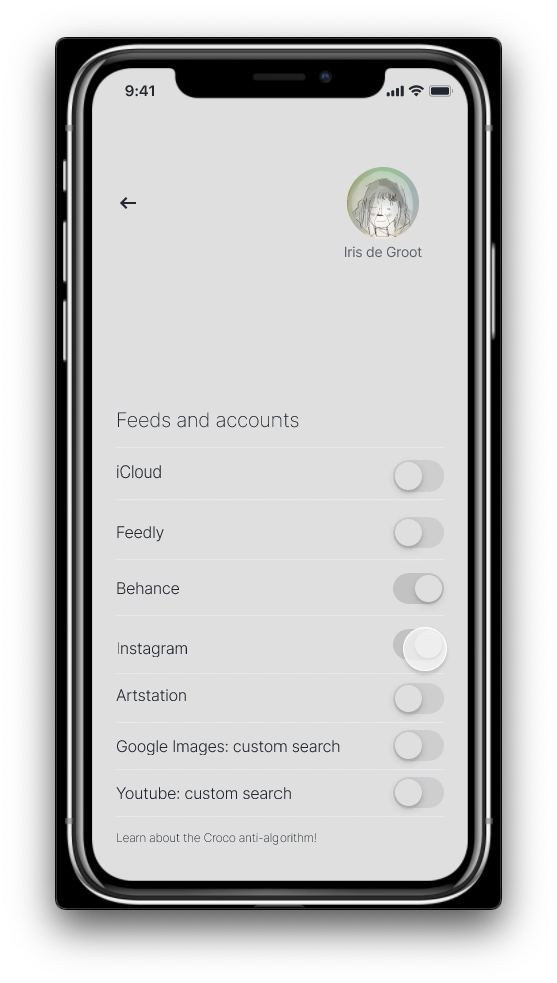 9:41
Iris de Groot
Feeds and accounts
iCloud
Feedly
Behance
Instagram
Artstation
Google Images: custom search
Youtube: custom search
Learn about the Croco anti-algorithm!